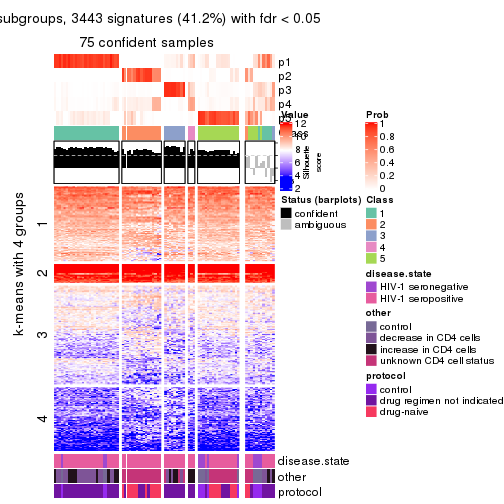 subgroups, 3443 signatures (41.2%) with fdr < 0.05
75 confident samples
p1
p2
p3
p4
Value
12
10
8
6
4
2
Silhouette
score
Prob
1
0.8
0.6
0.4
0.2
0
Status (barplots)
confident
ambiguous
Class
1
2
3
4
5
disease.state
HIV-1 seronegative
HIV-1 seropositive
other
control
decrease in CD4 cells
increase in CD4 cells
unknown CD4 cell status
protocol
control
drug regimen not indicated
drug-naive
k-means with 4 groups
1
2
3
4
disease.state
other
protocol